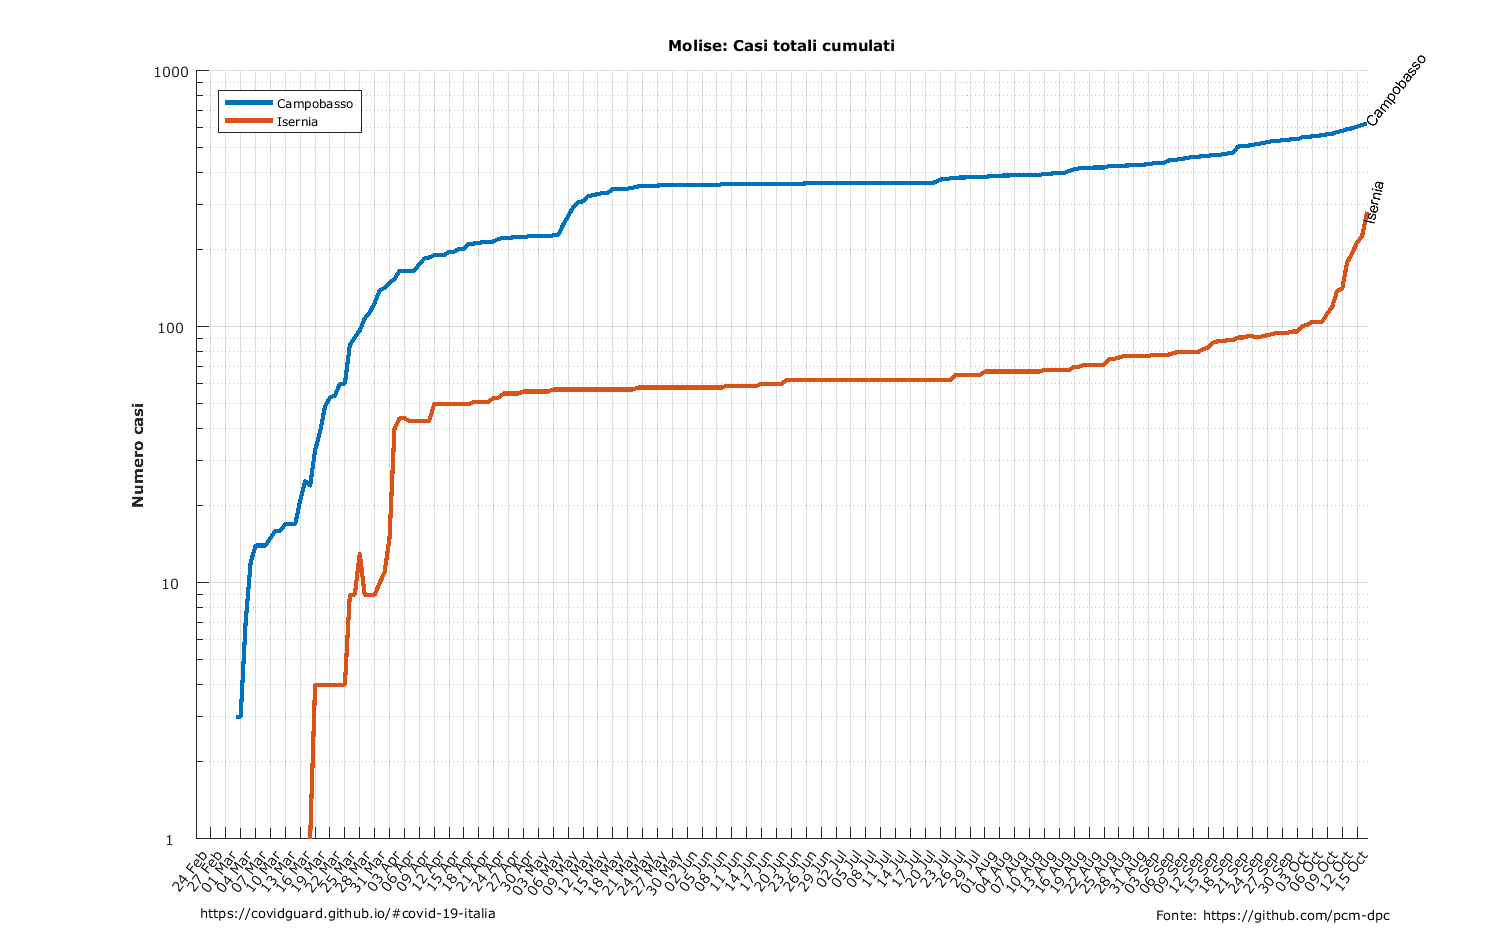 Molise: Casi totali cumulati
1000
100
10
1
Campobasso
Isernia
Numero casi
Campobasso
Isernia
24 Feb
27 Feb
01 Mar
04 Mar
07 Mar
10 Mar
13 Mar
16 Mar
19 Mar
22 Mar
25 Mar
28 Mar
31 Mar
03 Apr
06 Apr
09 Apr
12 Apr
15 Apr
18 Apr
21 Apr
24 Apr
27 Apr
30 Apr
03 May
06 May
09 May
12 May
15 May
18 May
21 May
24 May
27 May
30 May
02 Jun
05 Jun
08 Jun
11 Jun
14 Jun
17 Jun
20 Jun
23 Jun
26 Jun
29 Jun
02 Jul
05 Jul
08 Jul
11 Jul
14 Jul
17 Jul
20 Jul
23 Jul
26 Jul
29 Jul
01 Aug
04 Aug
07 Aug
10 Aug
13 Aug
16 Aug
19 Aug
22 Aug
25 Aug
28 Aug
31 Aug
03 Sep
06 Sep
09 Sep
12 Sep
15 Sep
18 Sep
21 Sep
24 Sep
27 Sep
30 Sep
03 Oct
06 Oct
09 Oct
12 Oct
15 Oct
https://covidguard.github.io/#covid-19-italia
Fonte: https://github.com/pcm-dpc